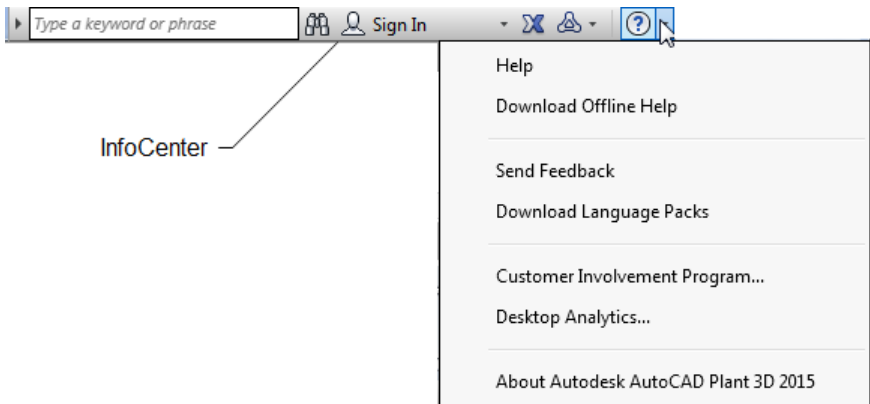 Type a keyword or phrase Sign In
Help
Download Offline Help
InfoCenter
Send Feedback
Download Language Packs
Customer Involvement Program...
Desktop Analytics...
About Autodesk AutoCAD Plant 3D 2015